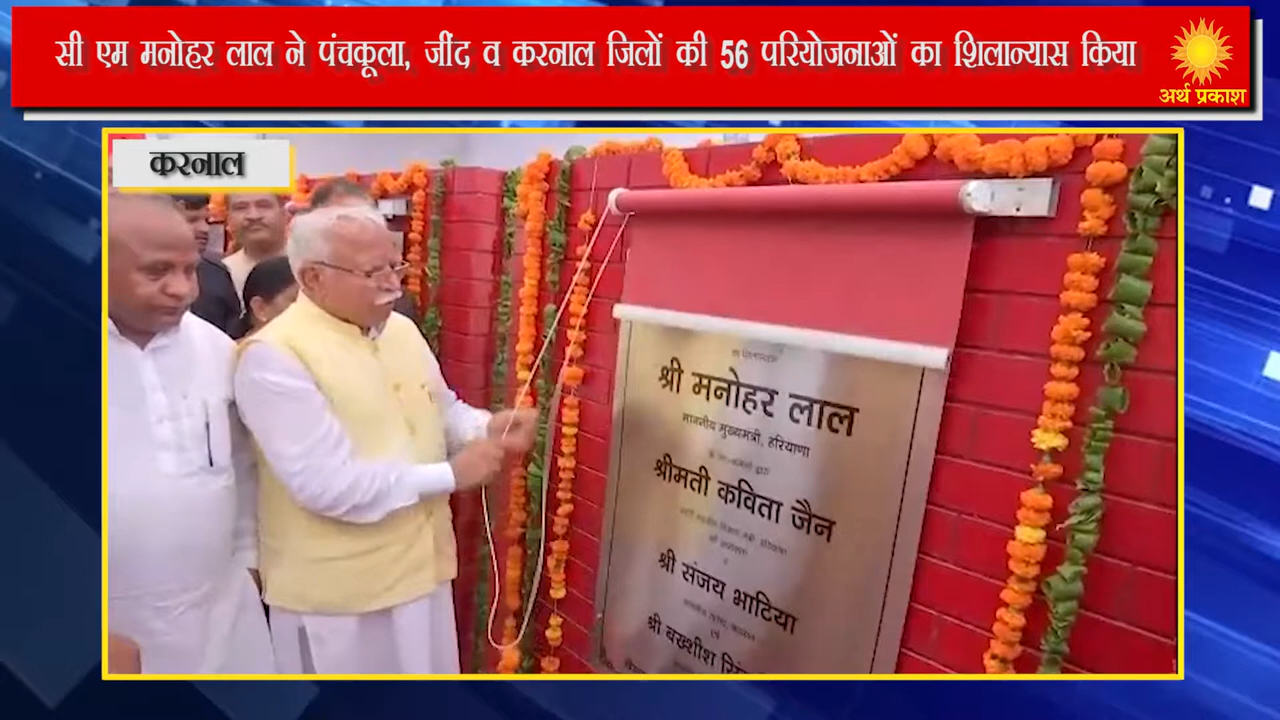 सी एम मनोहर लाल ने पंचकूला, जींद व करनाल जिलों की 56 परियोजनाओं का शिलान्यास किया
अर्थ प्रकाश
करनाल
श्री मनोहर लाल
माननीय मुख्यमंत्री, हरियाणा
श्रीमती कविता जैन
श्री संजय भाटिया
श्री बख्शीश